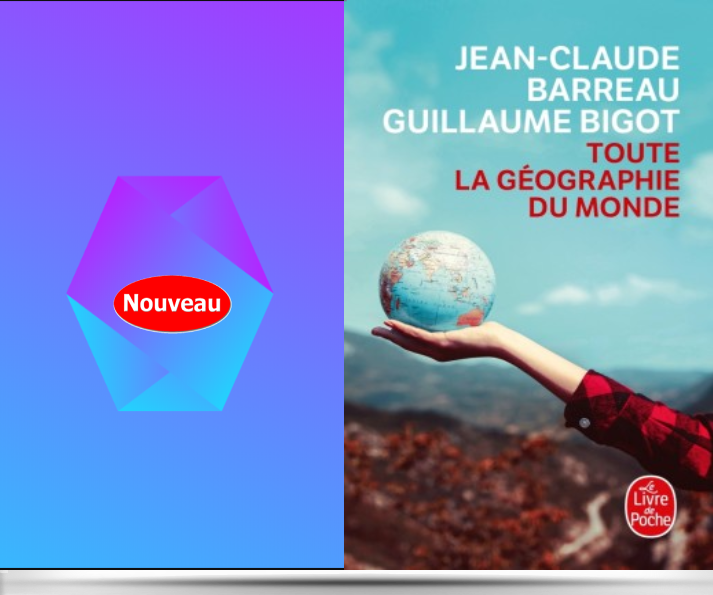 Nouveau
JEAN-CLAUDE
BARREAU
GUILLAUME BIGOT
TOUTE
LA GÉOGRAPHIE
DU MONDE
Le
Livre
de
Poche